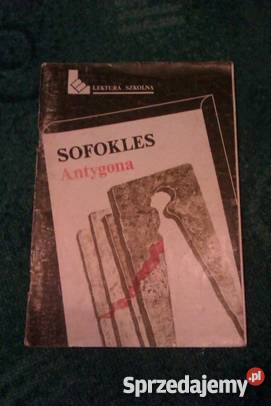 LEKTURA SZKOLNA
SOFOKLES
Antygona
Sprzedajemy
.pl